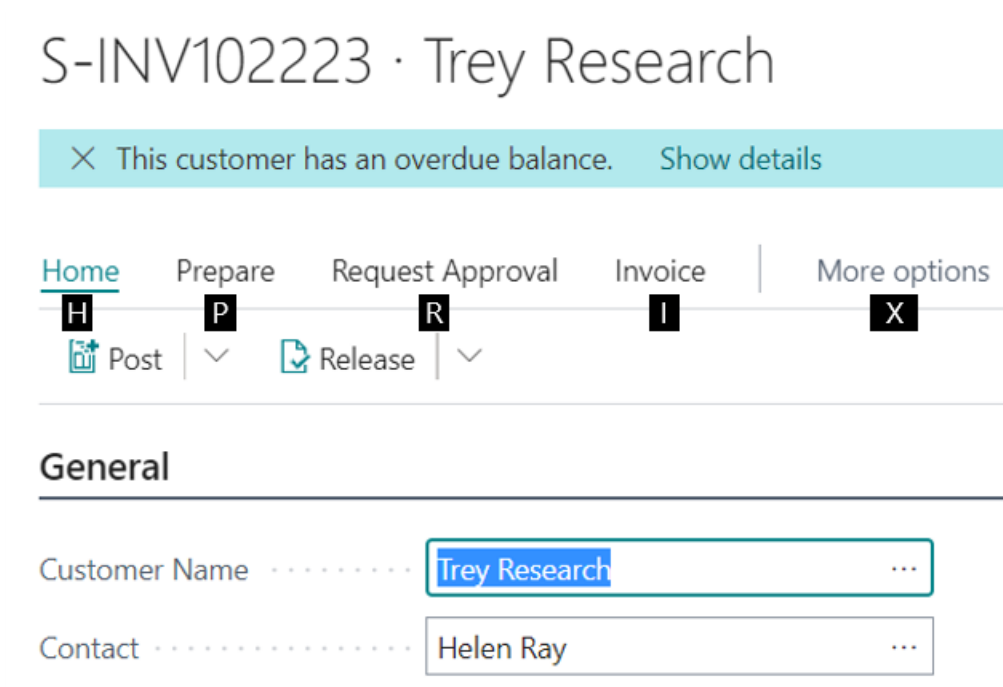 S-INV102223 · Trey Research
This customer has an overdue balance. Show details
Home Prepare Request Approval Invoice More options
H P R I X
Post Release
General
Customer Name Trey Research ...
Contact Helen Ray ...